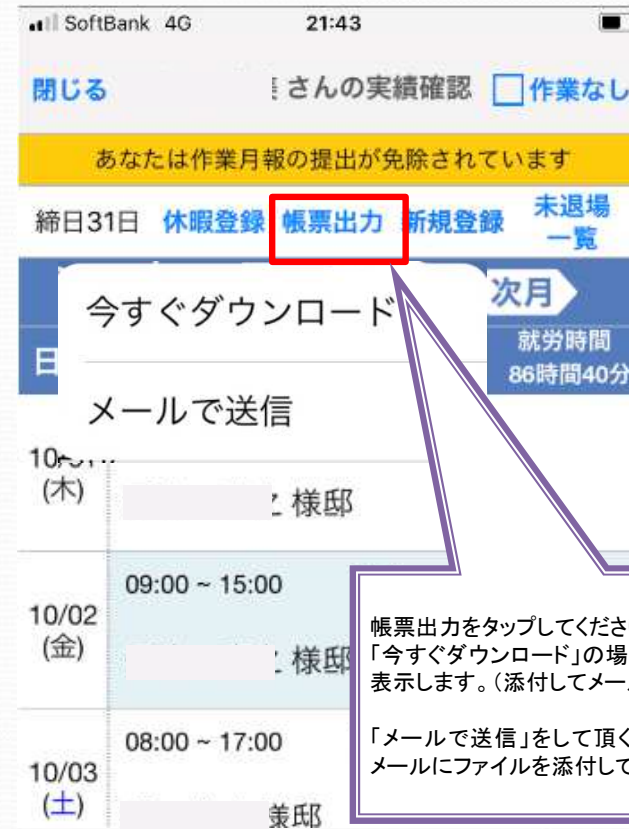 SoftBank 4G 21:43
閉じる さんの実績確認 作業なし
あなたは作業月報の提出が免除されています
締日31日 休暇登録 帳票出力 新規登録 未退場
一覧
今すぐダウンロード 次月
日 就労時間
86時間40分
メールで送信
(木) 様邸
09:00 ~ 15:00
10/02
(金) 様邸
08:00 ~ 17:00
10/03
(土) 様邸
帳票出力をタップしてくださ
「今すぐダウンロード」の場
表示します。(添付してメー
「メールで送信」をして頂く
メールにファイルを添付して